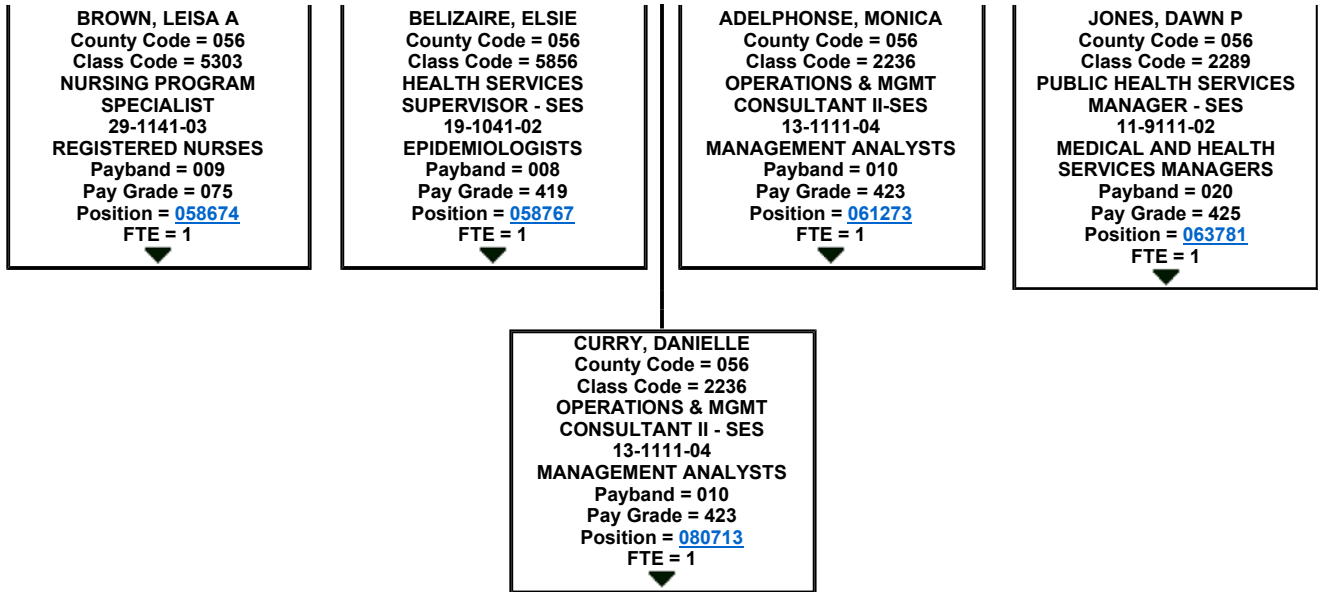 BROWN, LEISA A
County Code = 056
Class Code = 5303
NURSING PROGRAM
SPECIALIST
29-1141-03
REGISTERED NURSES
Payband = 009
Pay Grade = 075
Position = 058674
FTE = 1
BELIZAIRE, ELSIE
County Code = 056
Class Code = 5856
HEALTH SERVICES
SUPERVISOR - SES
19-1041-02
EPIDEMIOLOGISTS
Payband = 008
Pay Grade = 419
Position = 058767
FTE = 1
ADELPHONSE, MONICA
County Code = 056
Class Code = 2236
OPERATIONS & MGMT
CONSULTANT II-SES
13-1111-04
MANAGEMENT ANALYSTS
Payband = 010
Pay Grade = 423
Position = 061273
FTE = 1
JONES, DAWN P
County Code = 056
Class Code = 2289
PUBLIC HEALTH SERVICES
MANAGER - SES
11-9111-02
MEDICAL AND HEALTH
SERVICES MANAGERS
Payband = 020
Pay Grade = 425
Position = 063781
FTE = 1
CURRY, DANIELLE
County Code = 056
Class Code = 2236
OPERATIONS & MGMT
CONSULTANT II - SES
13-1111-04
MANAGEMENT ANALYSTS
Payband = 010
Pay Grade = 423
Position = 080713
FTE = 1